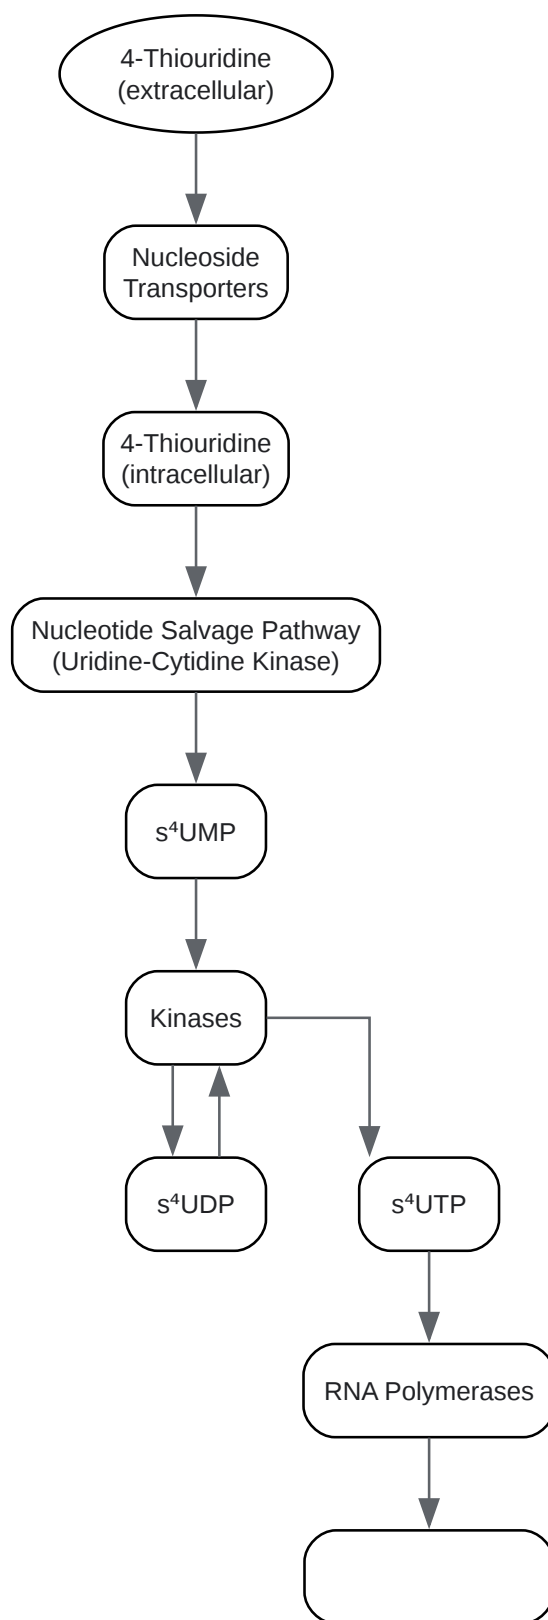 4-Thiouridine
(extracellular)
Nucleoside
Transporters
4-Thiouridine
(intracellular)
Nucleotide Salvage Pathway
(Uridine-Cytidine Kinase)
s⁴UMP
Kinases
s⁴UDP
s⁴UTP
RNA Polymerases